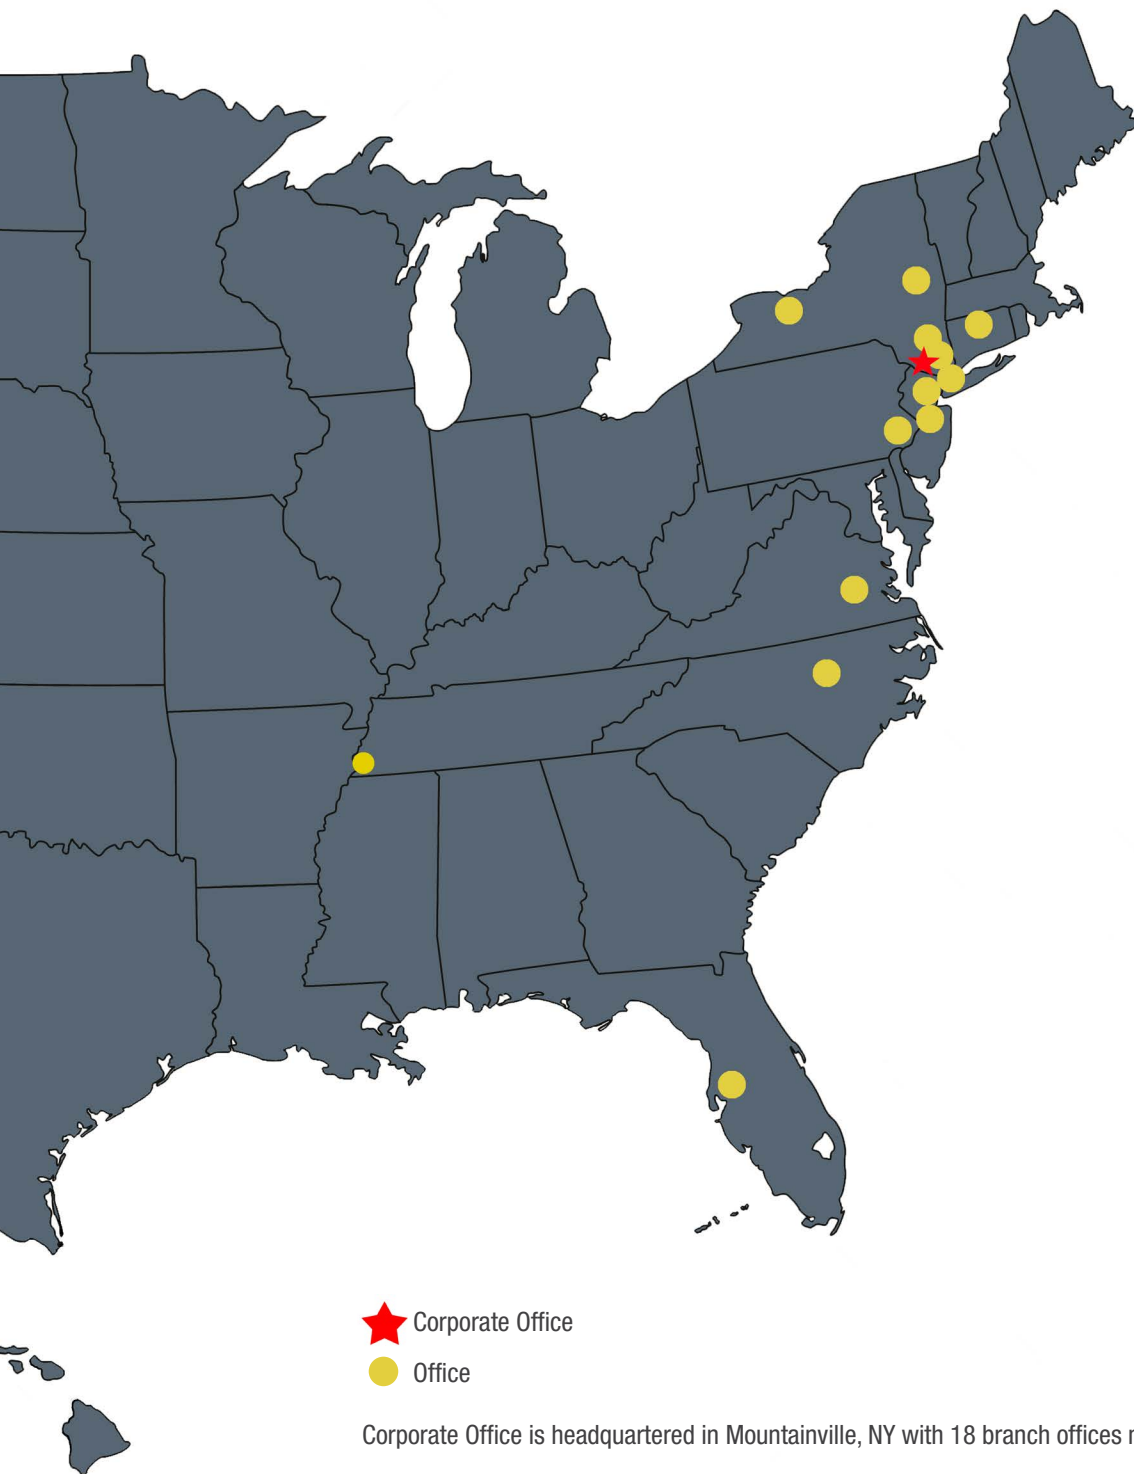 Corporate Office
Office
Corporate Office is headquartered in Mountainville, NY with 18 branch offices